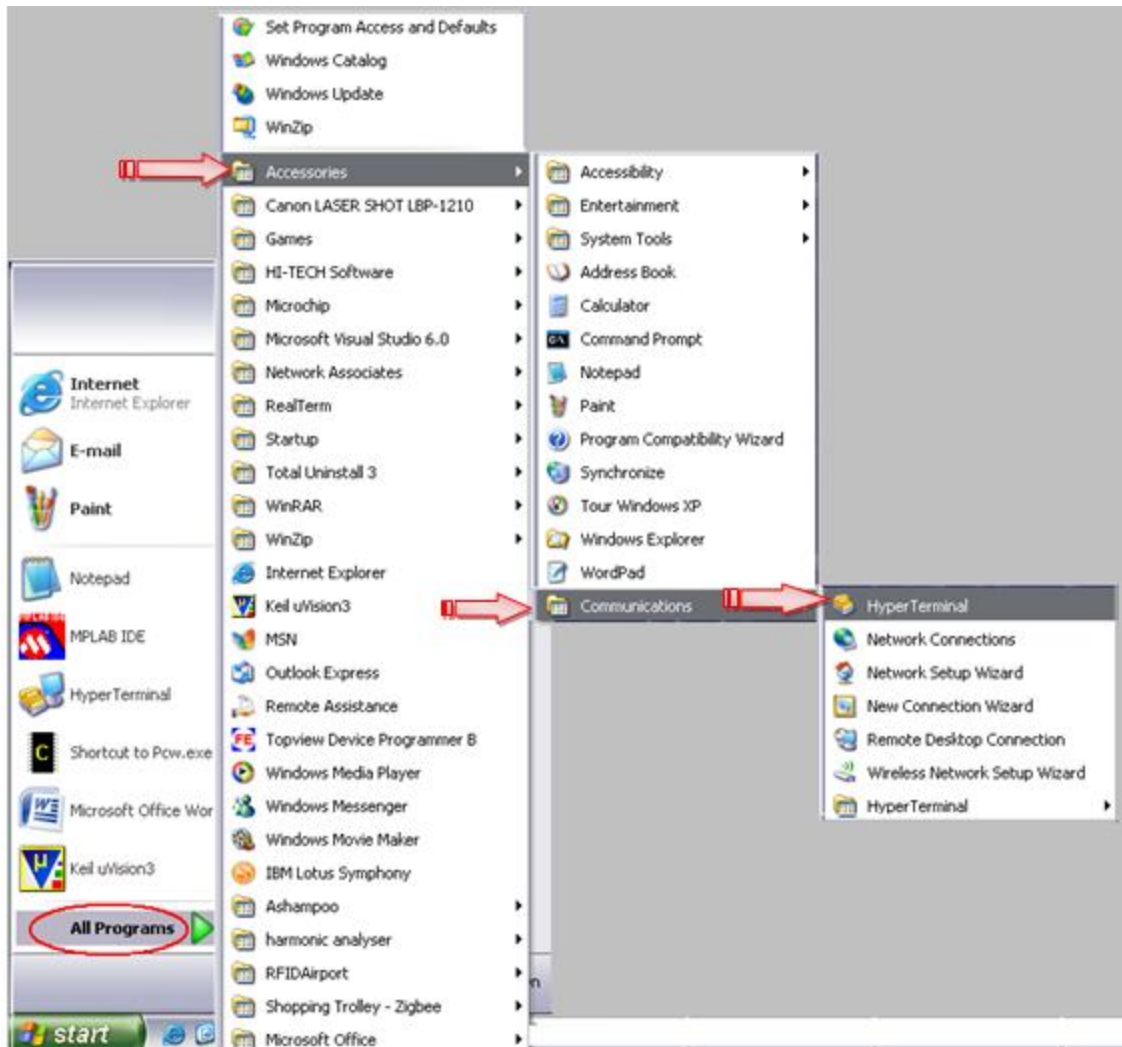 Internet
Internet Explorer
E-mail
Paint
Notepad
MPLAB IDE
HyperTerminal
C
Shortcut to Pcw.exe
Microsoft Office Wor
µ
Keil uVision3
All Programs
start
Set Program Access and Defaults
Windows Catalog
Windows Update
WinZip
Accessories
Canon LASER SHOT LBP-1210
Games
HI-TECH Software
Microchip
Microsoft Visual Studio 6.0
Network Associates
RealTerm
Startup
Total Uninstall 3
WinRAR
WinZip
Internet Explorer
Keil uVision3
MSN
Outlook Express
Remote Assistance
FE
Topview Device Programmer B
Windows Media Player
Windows Messenger
Windows Movie Maker
IBM Lotus Symphony
Ashampoo
harmonic analyser
RFIDAirport
Shopping Trolley - Zigbee
Microsoft Office
Accessibility
Entertainment
System Tools
Address Book
Calculator
Command Prompt
Notepad
Paint
Program Compatibility Wizard
Synchronize
Tour Windows XP
Windows Explorer
WordPad
Communications
HyperTerminal
Network Connections
Network Setup Wizard
New Connection Wizard
Remote Desktop Connection
Wireless Network Setup Wizard
HyperTerminal